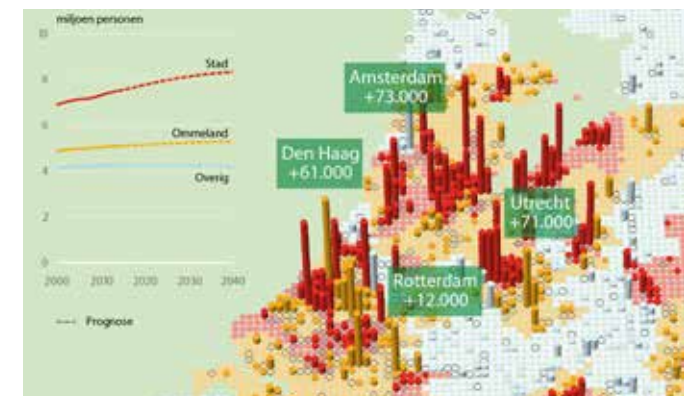 miljoen personen
10
8
6
4
2
0
Stad
Ommeland
Overig
2000 2010 2020 2030 2040
Prognose
Amsterdam
+73.000
Den Haag
+61.000
Utrecht
+71.000
Rotterdam
+12.000